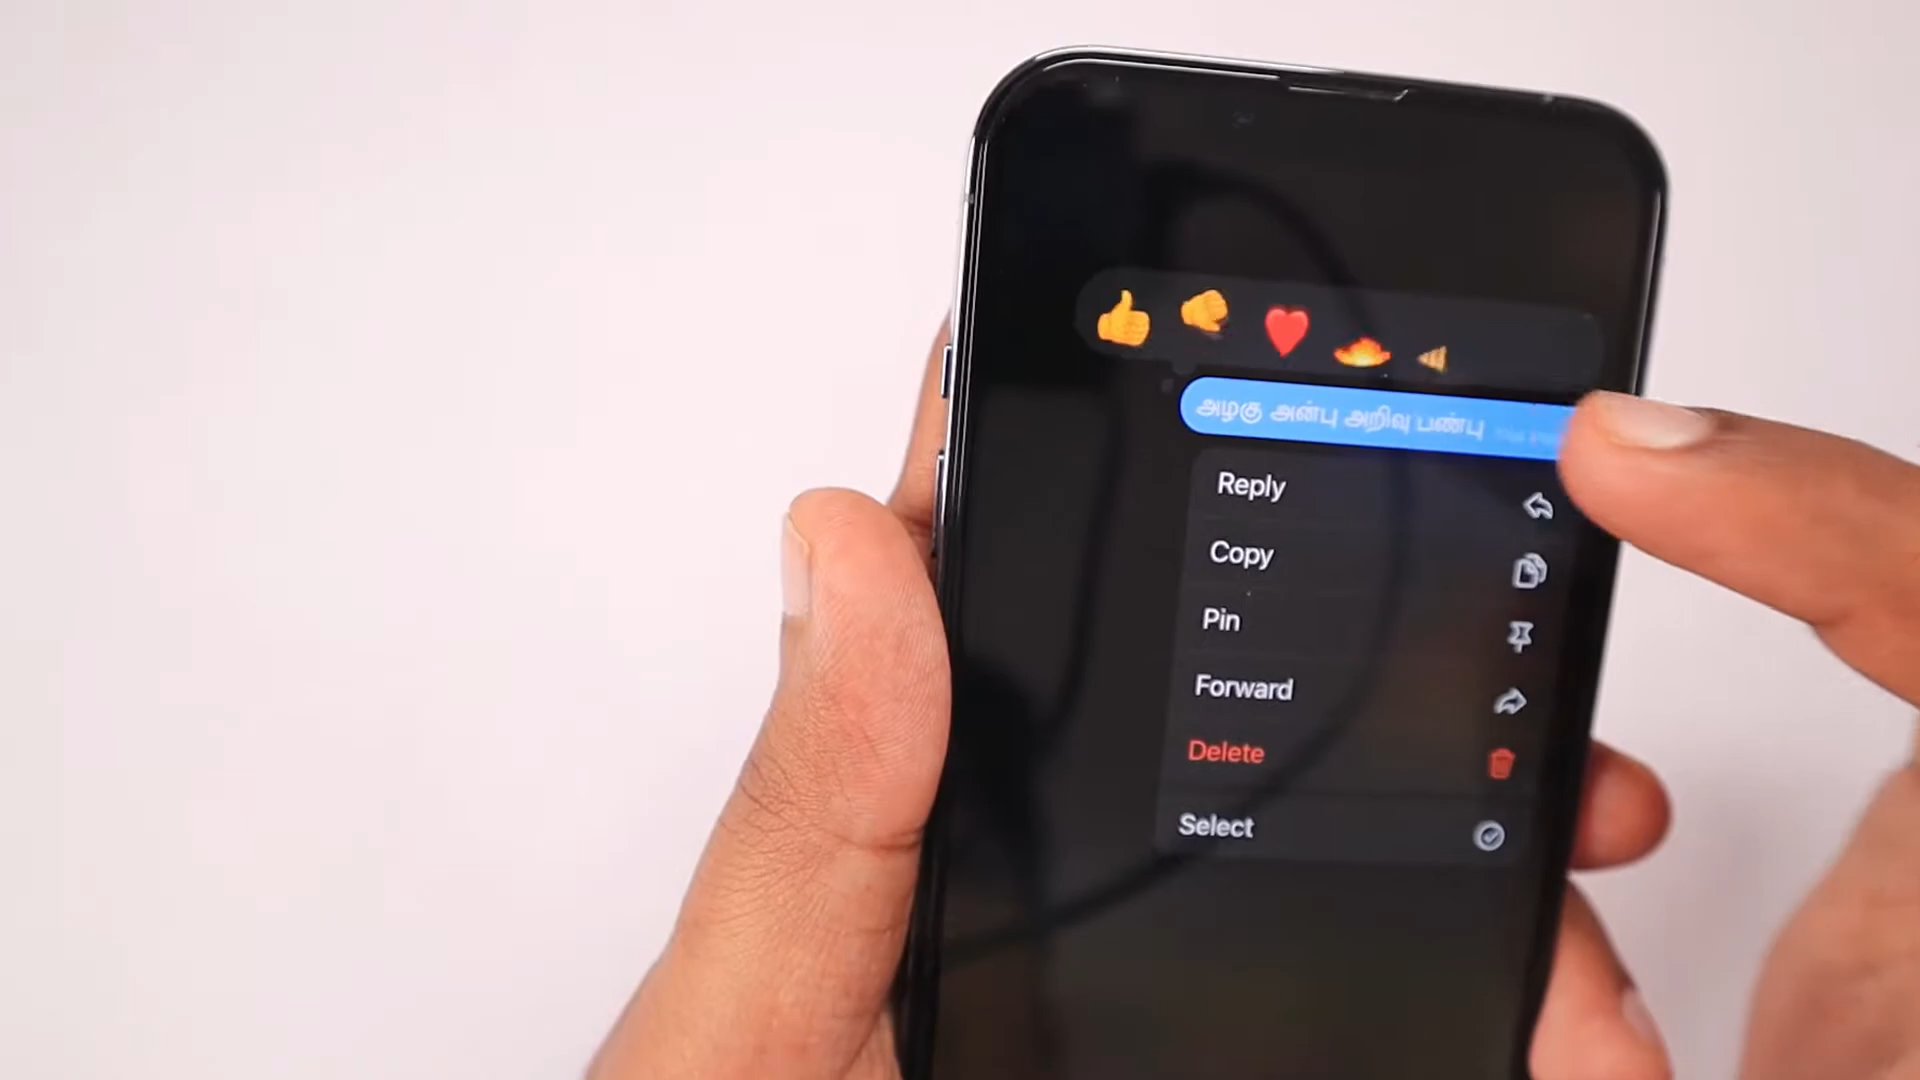 அழகு அன்பு அறிவு பண்பு
Reply
Copy
Pin
Forward
Delete
Select